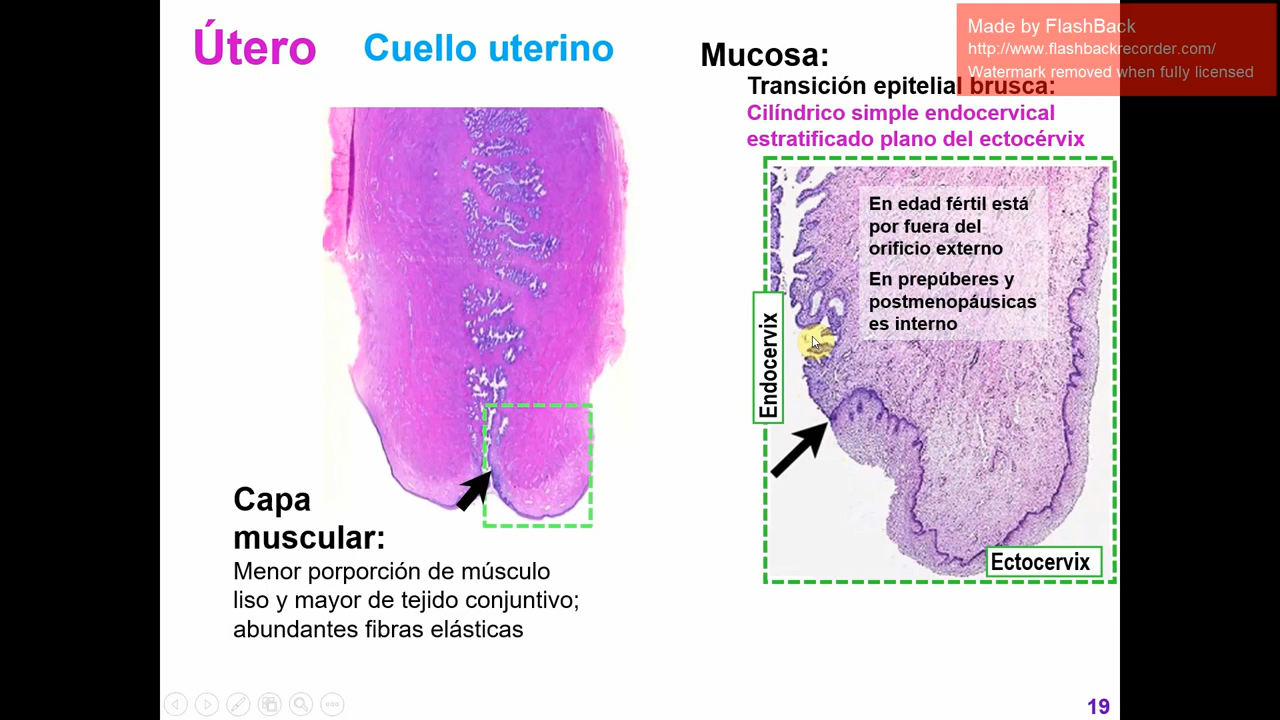 Útero
Cuello uterino
Mucosa:
Transición epitelial brusca:
Cilíndrico simple endocervical
estratificado plano del ectocérvix
Made by FlashBack
http://www.flashbackrecorder.com/
Watermark removed when fully licensed
En edad fértil está
por fuera del
orificio externo
En prepúberes y
postmenopáusicas
es interno
Endocervix
Ectocervix
Capa
muscular:
Menor porporción de músculo
liso y mayor de tejido conjuntivo;
abundantes fibras elásticas
19